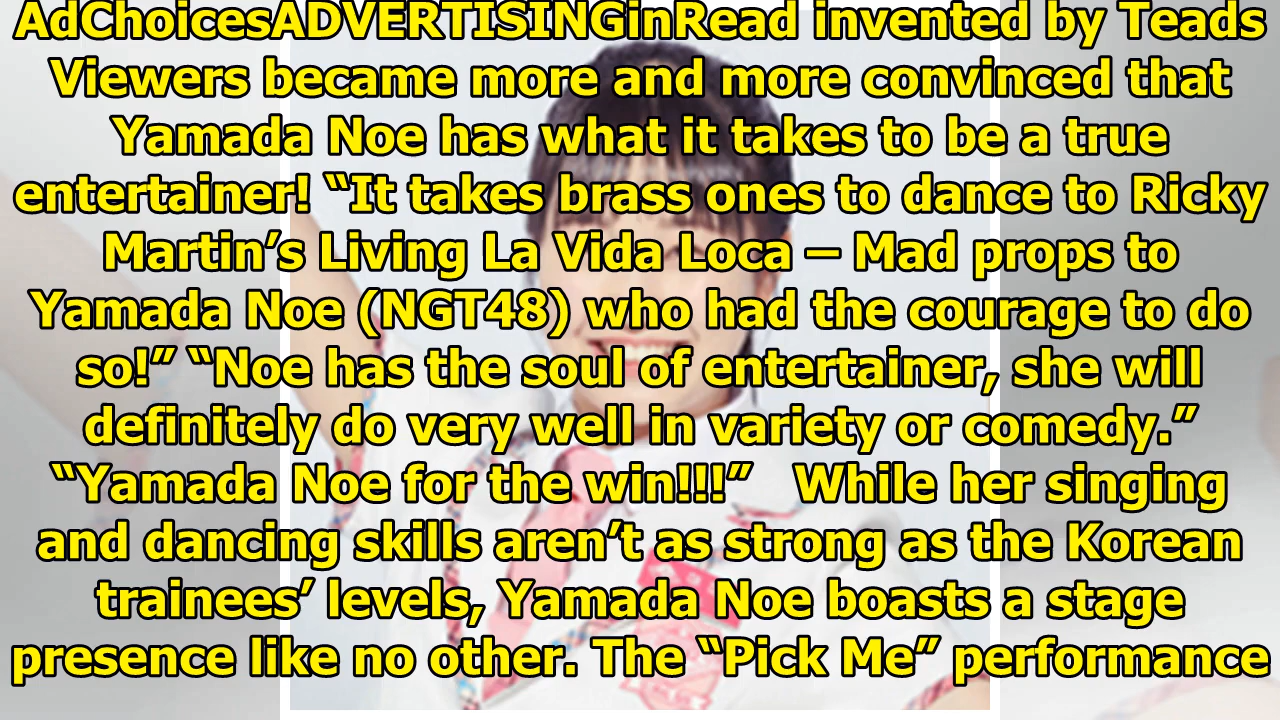 AdChoicesADVERTISINGinRead invented by Teads
Viewers became more and more convinced that
Yamada Noe has what it takes to be a true
entertainer! “It takes brass ones to dance to Ricky
Martin’s Living La Vida Loca – Mad props to
Yamada Noe (NGT48) who had the courage to do
so!” “Noe has the soul of entertainer, she will
definitely do very well in variety or comedy.”
“Yamada Noe for the win!!!”   While her singing
and dancing skills aren’t as strong as the Korean
trainees’ levels, Yamada Noe boasts a stage
presence like no other. The “Pick Me” performance